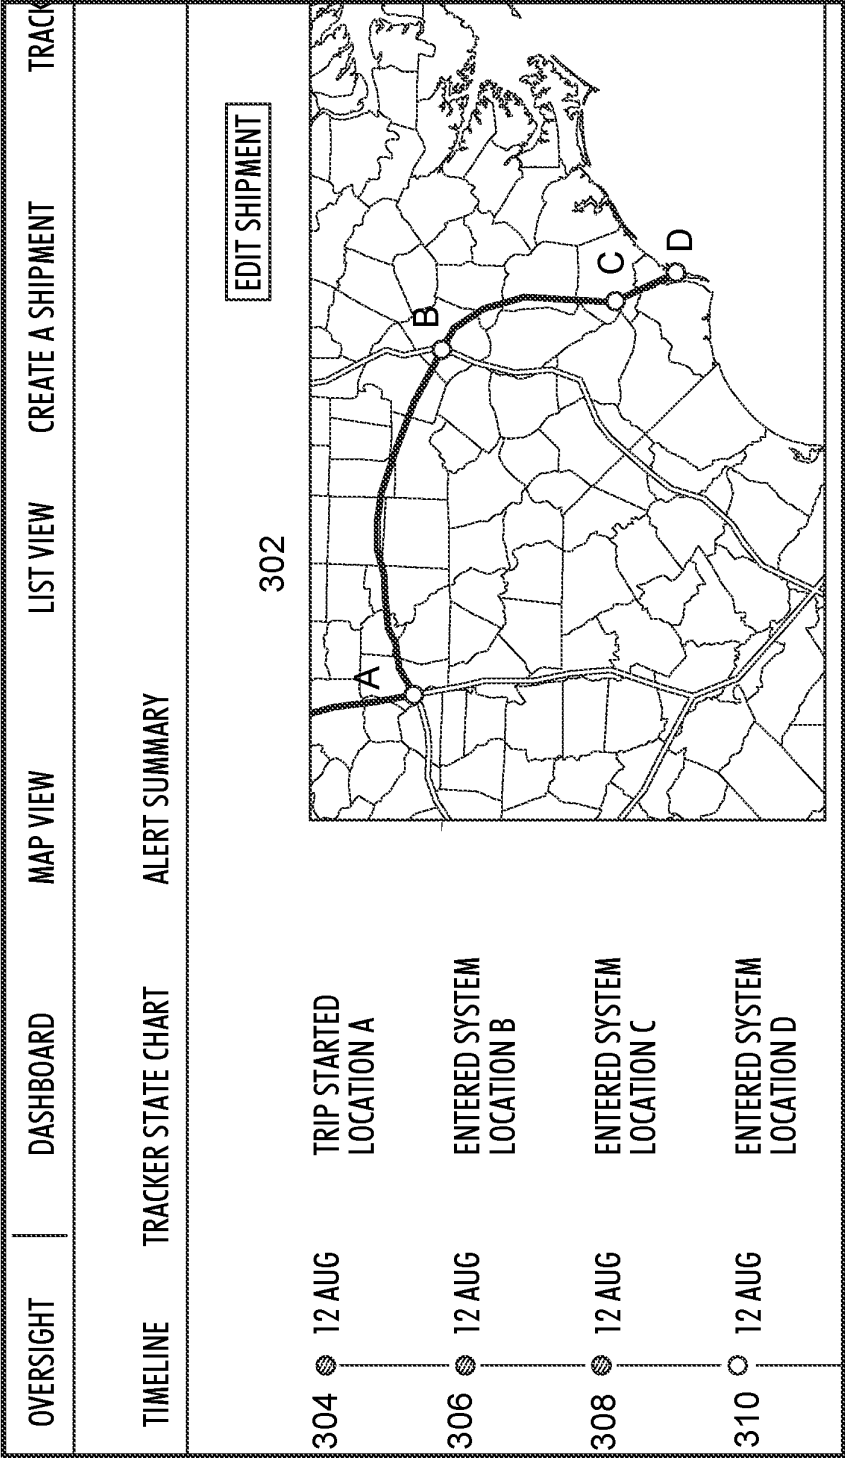 OVERSIGHT DASHBOARD MAP VIEW LIST VIEW CREATE A SHIPMENT TRACK
TIMELINE TRACKER STATE CHART ALERT SUMMARY
EDIT SHIPMENT
302
304 12 AUG TRIP STARTED
LOCATION A
306 12 AUG ENTERED SYSTEM
LOCATION B
308 12 AUG ENTERED SYSTEM
LOCATION C
310 12 AUG ENTERED SYSTEM
LOCATION D
A
B
C
D